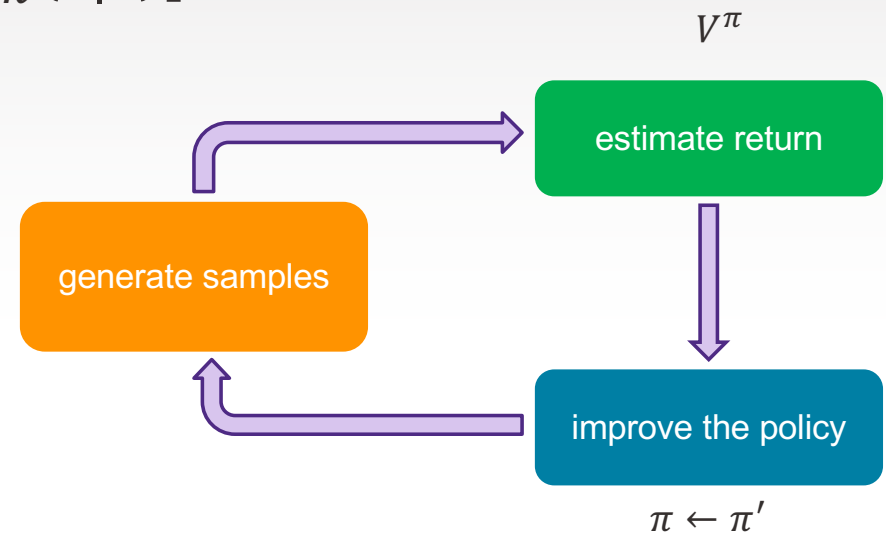 V^π
estimate return
generate samples
improve the policy
π ← π′